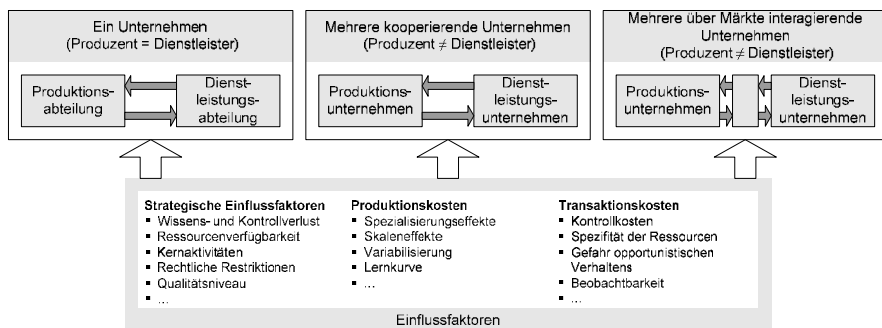 Ein Unternehmen
(Produzent = Dienstleister)
Produktions-
abteilung
Dienst-
leistungs-
abteilung
Mehrere kooperierende Unternehmen
(Produzent ≠ Dienstleister)
Produktions-
unternehmen
Dienst-
leistungs-
unternehmen
Mehrere über Märkte interagierende
Unternehmen
(Produzent ≠ Dienstleister)
Produktions-
unternehmen
Dienst-
leistungs-
unternehmen
Strategische Einflussfaktoren
▪ Wissens- und Kontrollverlust
▪ Ressourcenverfügbarkeit
▪ Kernaktivitäten
▪ Rechtliche Restriktionen
▪ Qualitätsniveau
▪ ...
Produktionskosten
▪ Spezialisierungseffekte
▪ Skaleneffekte
▪ Variabilisierung
▪ Lernkurve
▪ ...
Transaktionskosten
▪ Kontrollkosten
▪ Spezifität der Ressourcen
▪ Gefahr opportunistischen
Verhaltens
▪ Beobachtbarkeit
▪ ...
Einflussfaktoren